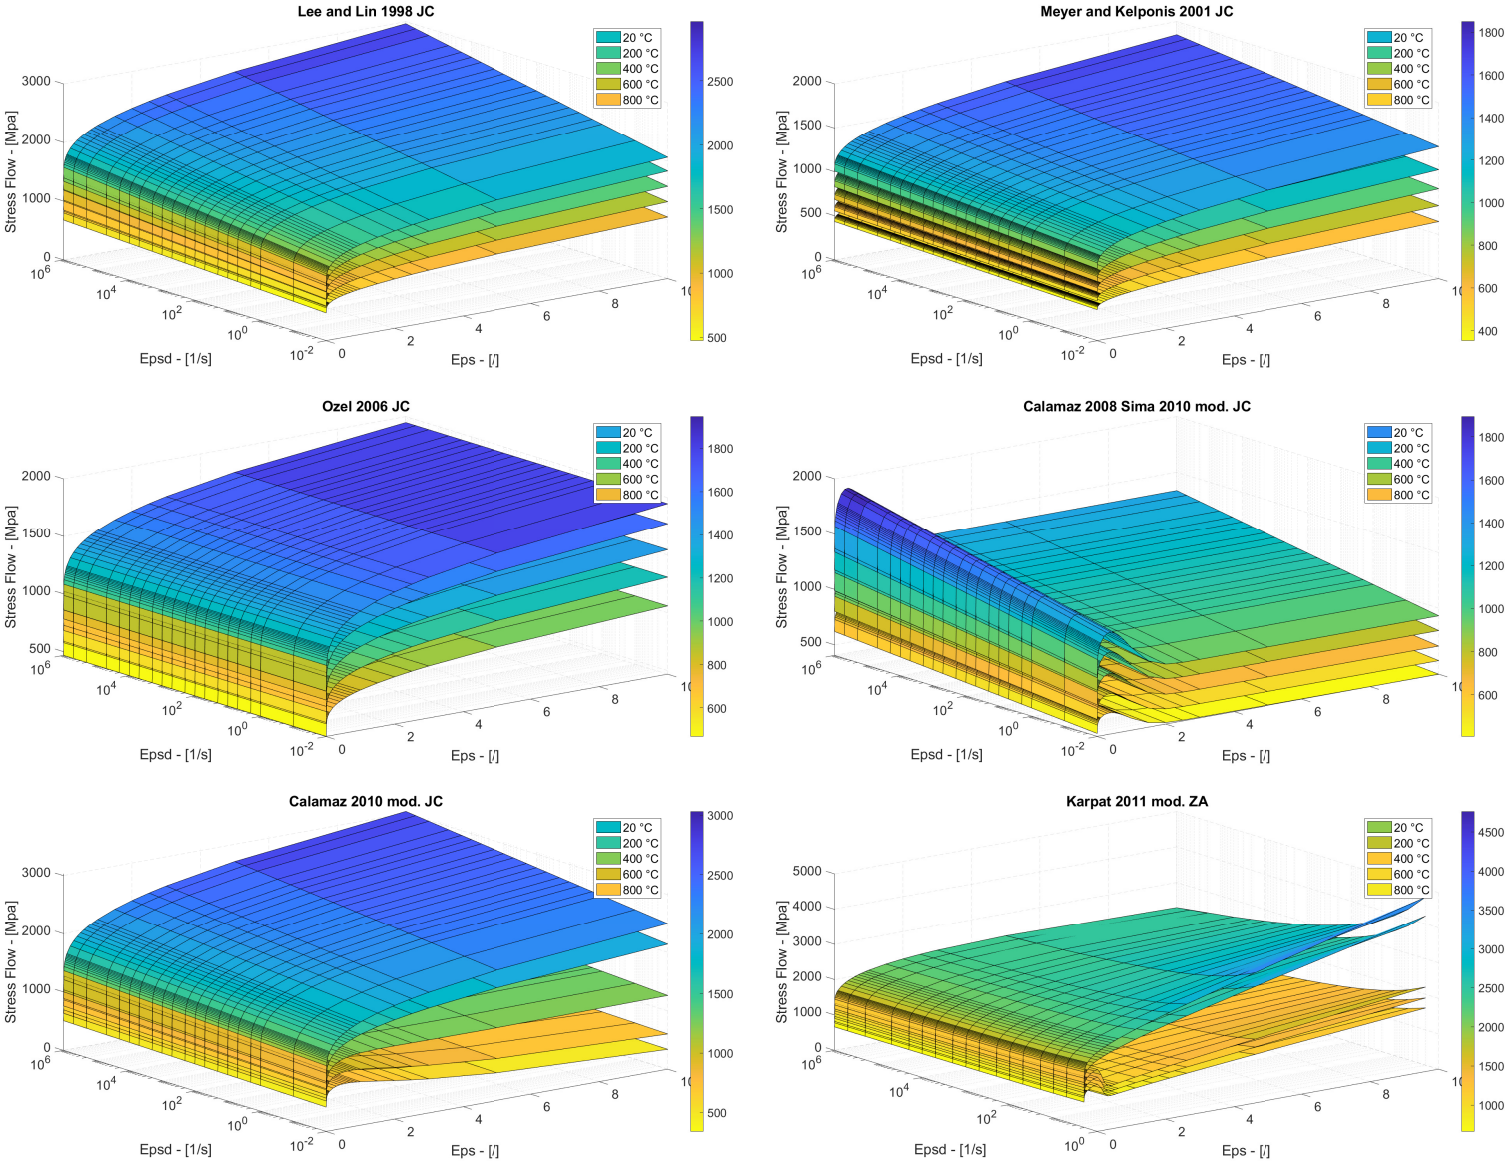 Lee and Lin 1998 JC
20 °C
200 °C
400 °C
600 °C
800 °C
3000
2000
1000
0
Stress Flow - [Mpa]
10^6
10^4
10^2
10^0
10^-2
Epsd - [1/s]
0
2
4
6
8
10
Eps - [/]
2500
2000
1500
1000
500
Meyer and Kelponis 2001 JC
20 °C
200 °C
400 °C
600 °C
800 °C
2000
1500
1000
500
0
Stress Flow - [Mpa]
10^6
10^4
10^2
10^0
10^-2
Epsd - [1/s]
0
2
4
6
8
10
Eps - [/]
1800
1600
1400
1200
1000
800
600
400
Ozel 2006 JC
20 °C
200 °C
400 °C
600 °C
800 °C
2000
1500
1000
500
Stress Flow - [Mpa]
10^6
10^4
10^2
10^0
10^-2
Epsd - [1/s]
0
2
4
6
8
10
Eps - [/]
1800
1600
1400
1200
1000
800
600
Calamaz 2008 Sima 2010 mod. JC
20 °C
200 °C
400 °C
600 °C
800 °C
2000
1500
1000
500
Stress Flow - [Mpa]
10^6
10^4
10^2
10^0
10^-2
Epsd - [1/s]
0
2
4
6
8
10
Eps - [/]
1800
1600
1400
1200
1000
800
600
Calamaz 2010 mod. JC
20 °C
200 °C
400 °C
600 °C
800 °C
3000
2000
1000
0
Stress Flow - [Mpa]
10^6
10^4
10^2
10^0
10^-2
Epsd - [1/s]
0
2
4
6
8
10
Eps - [/]
3000
2500
2000
1500
1000
500
Karpat 2011 mod. ZA
20 °C
200 °C
400 °C
600 °C
800 °C
5000
4000
3000
2000
1000
0
Stress Flow - [Mpa]
10^4
10^2
10^0
Epsd - [1/s]
0
2
4
6
8
10
Eps - [/]
4500
4000
3500
3000
2500
2000
1500
1000